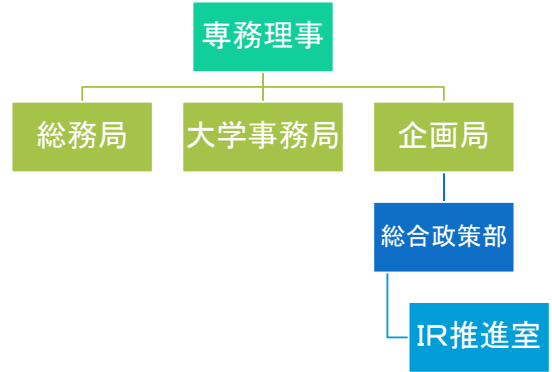 専務理事
総務局
大学事務局
企画局
総合政策部
IR推進室